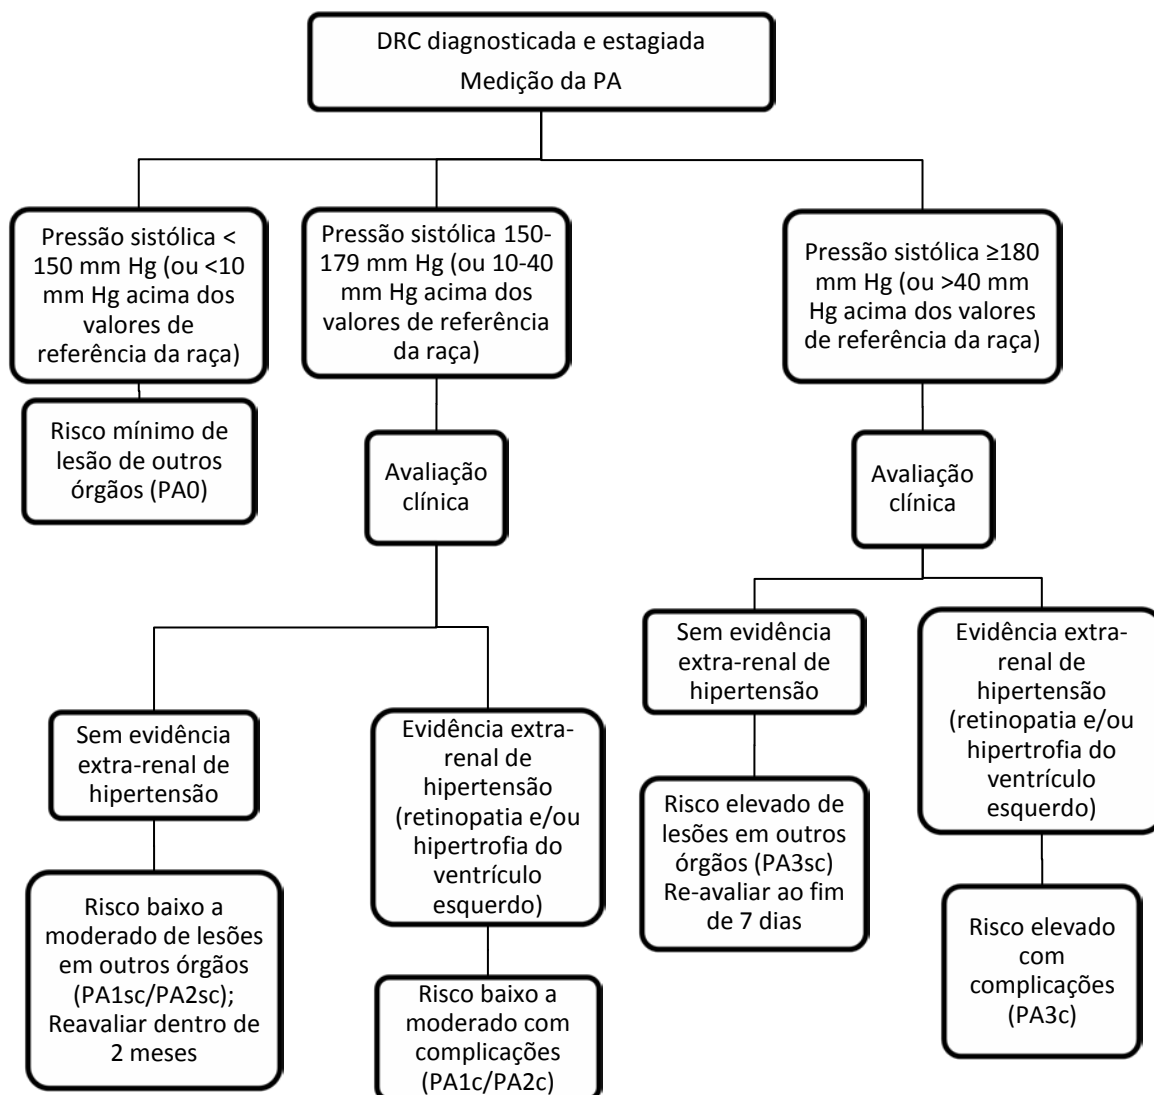 DRC diagnosticada e estagiada
Medição da PA
Pressão sistólica <
150 mm Hg (ou <10
mm Hg acima dos
valores de
referência da raça)
Risco mínimo de
lesão de outros
órgãos (PA0)
Pressão sistólica 150-
179 mm Hg (ou 10-40
mm Hg acima dos
valores de referência
da raça)
Avaliação
clínica
Sem evidência
extra-renal de
hipertensão
Risco baixo a
moderado de lesões
em outros órgãos
(PA1sc/PA2sc);
Reavaliar dentro de
2 meses
Evidência extra-
renal de
hipertensão
(retinopatia e/ou
hipertrofia do
ventrículo
esquerdo)
Risco baixo a
moderado com
complicações
(PA1c/PA2c)
Pressão sistólica ≥180
mm Hg (ou >40 mm
Hg acima dos valores
de referência da raça)
Avaliação
clínica
Sem evidência
extra-renal de
hipertensão
Risco elevado de
lesões em outros
órgãos (PA3sc)
Re-avaliar ao fim
de 7 dias
Evidência extra-
renal de
hipertensão
(retinopatia e/ou
hipertrofia do
ventrículo
esquerdo)
Risco elevado
com
complicações
(PA3c)